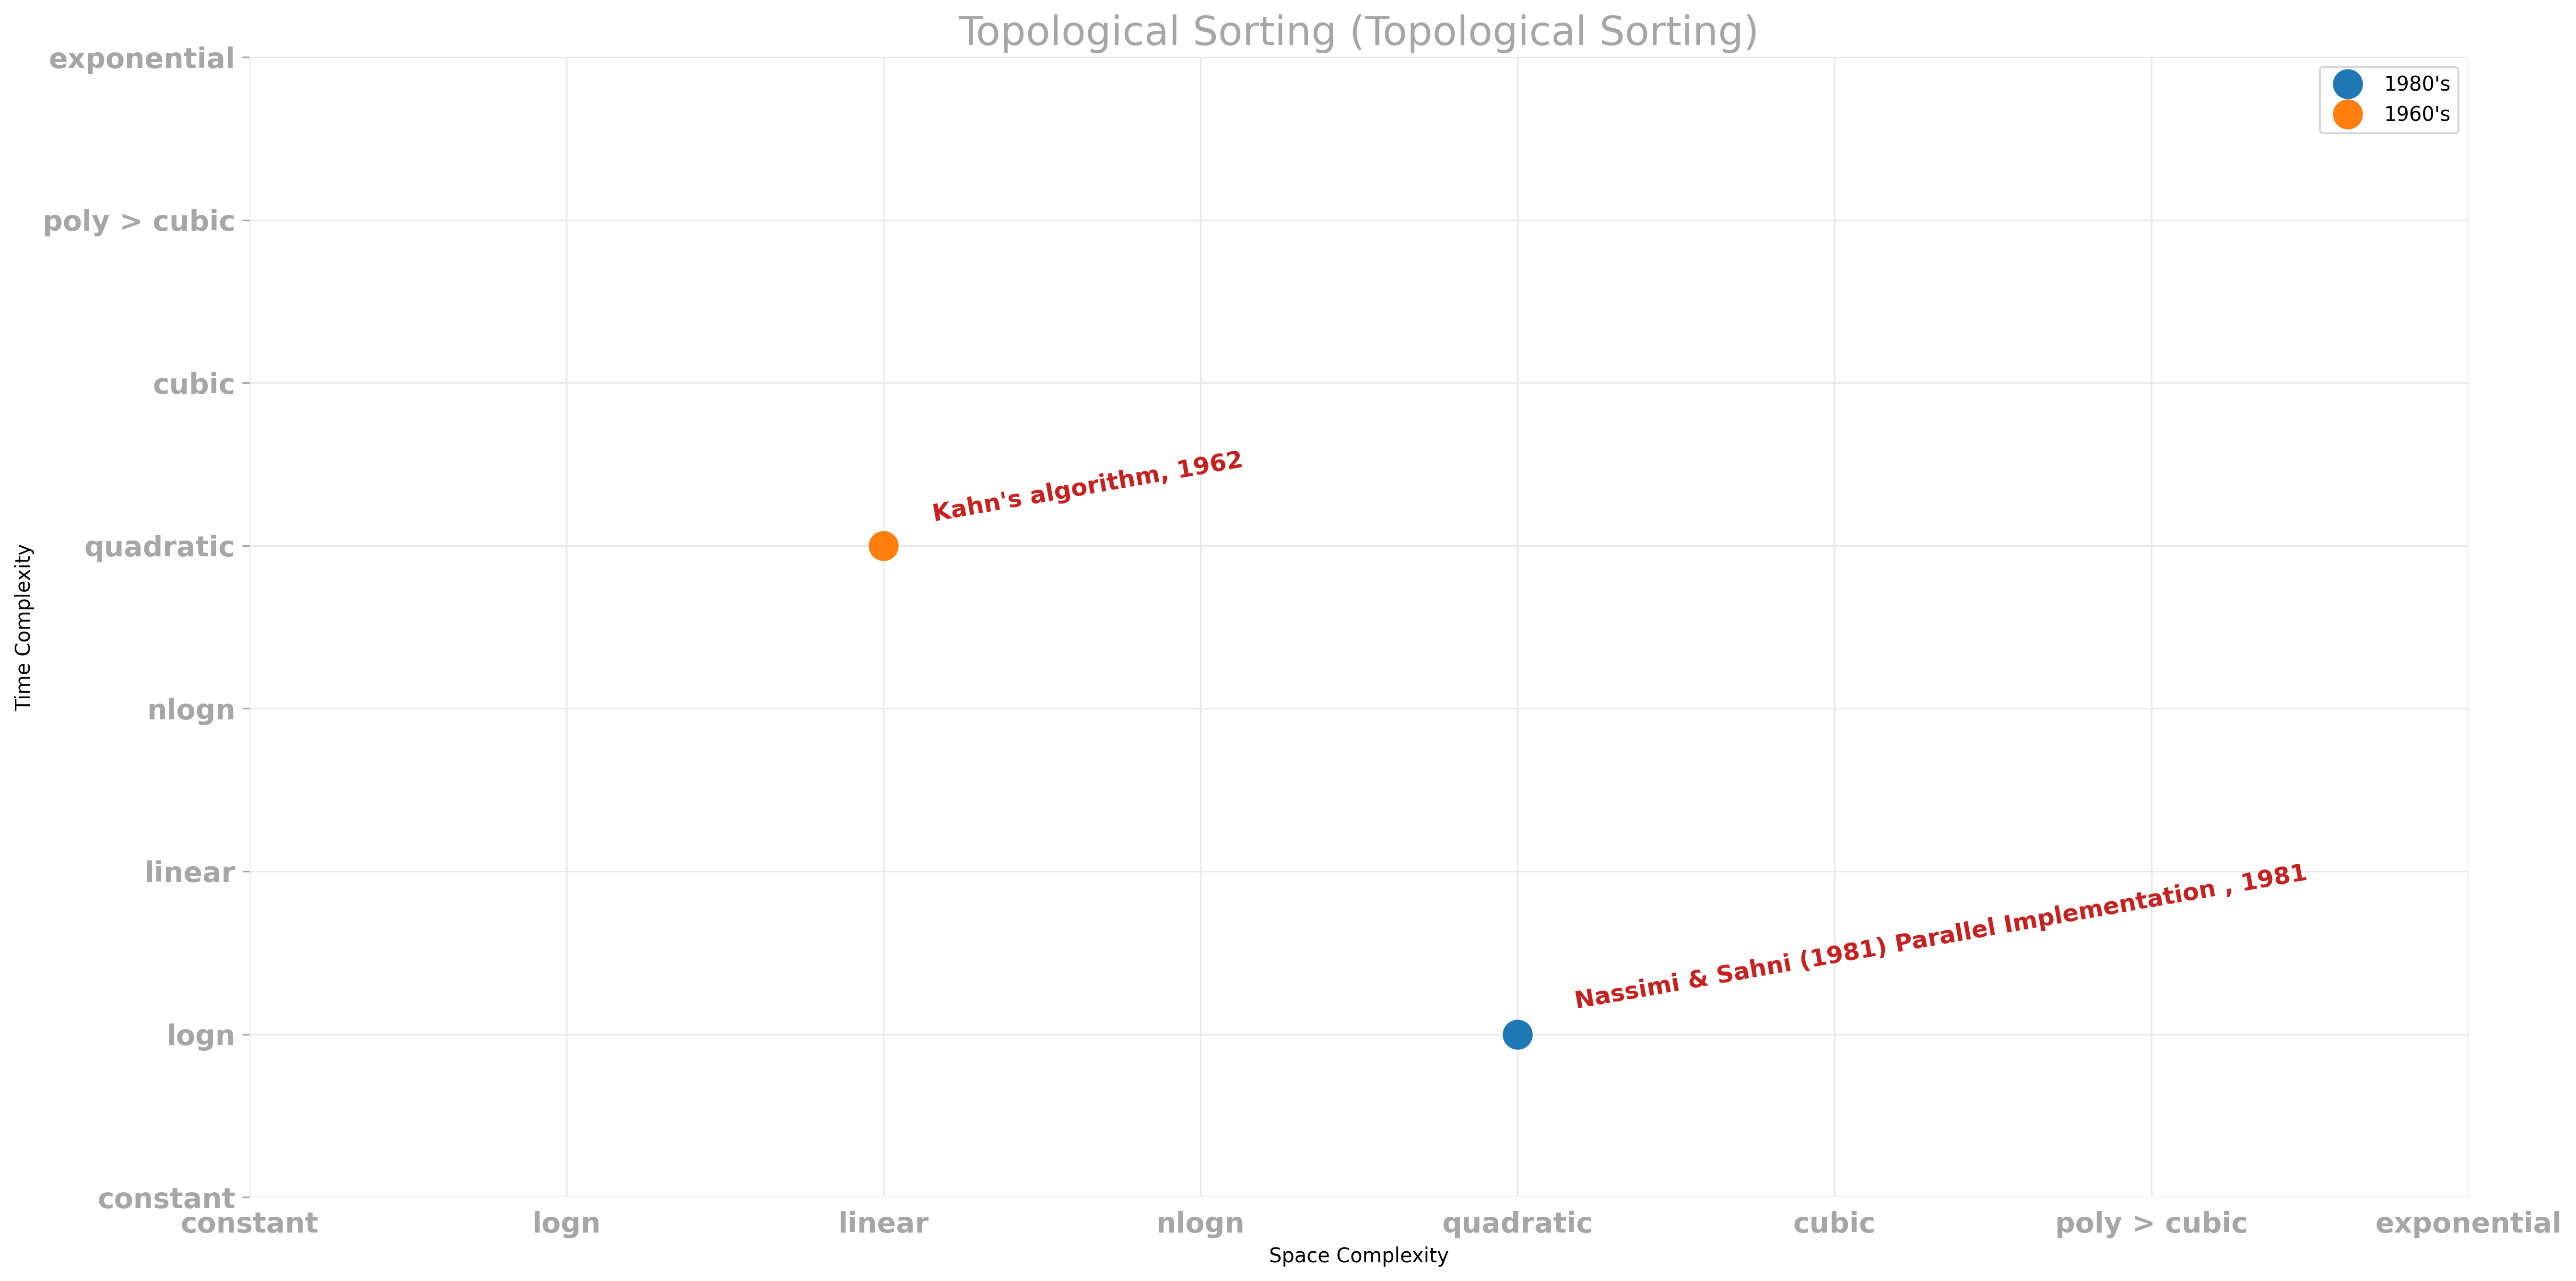 Topological Sorting (Topological Sorting)
exponential
1980's
1960's
poly > cubic
cubic
Kahn's algorithm, 1962
quadratic
Time Complexity
nlogn
linear
Nassimi & Sahni (1981) Parallel Implementation , 1981
logn
constant
constant logn linear nlogn quadratic cubic poly > cubic exponential
Space Complexity